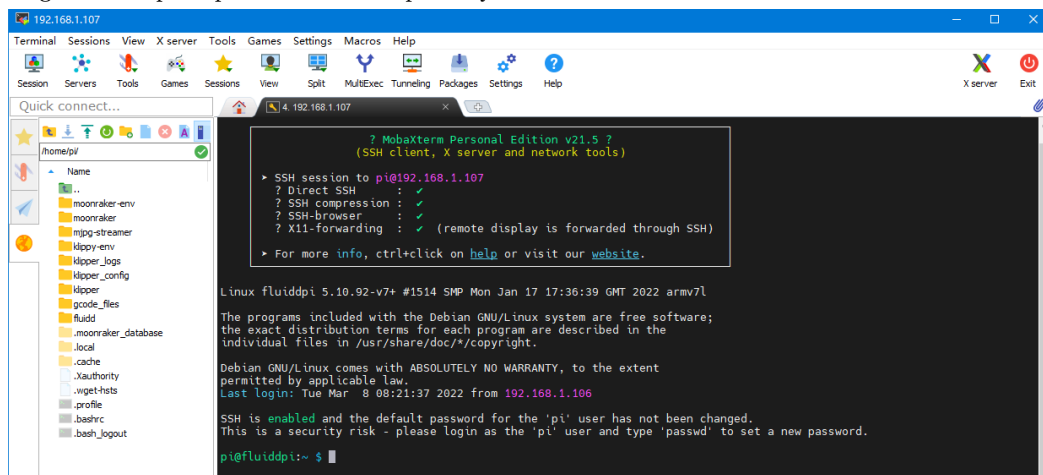 192.168.1.107
Terminal Sessions View X server Tools Games Settings Macros Help
Session Servers Tools Games Sessions View Split MultiExec Tunneling Packages Settings Help X server Exit
Quick connect...
4. 192.168.1.107
/home/pi/
Name
..
moonraker-env
moonraker
mjpg-streamer
klippy-env
klipper_logs
klipper_config
klipper
gcode_files
fluidd
.moonraker_database
.local
.cache
.Xauthority
.wget-hsts
.profile
.bashrc
.bash_logout
? MobaXterm Personal Edition v21.5 ?
(SSH client, X server and network tools)
➤ SSH session to pi@192.168.1.107
? Direct SSH : ✔
? SSH compression : ✔
? SSH-browser : ✔
? X11-forwarding : ✔ (remote display is forwarded through SSH)
➤ For more info, ctrl+click on help or visit our website.
Linux fluiddpi 5.10.92-v7+ #1514 SMP Mon Jan 17 17:36:39 GMT 2022 armv7l
The programs included with the Debian GNU/Linux system are free software;
the exact distribution terms for each program are described in the
individual files in /usr/share/doc/*/copyright.
Debian GNU/Linux comes with ABSOLUTELY NO WARRANTY, to the extent
permitted by applicable law.
Last login: Tue Mar 8 08:21:37 2022 from 192.168.1.106
SSH is enabled and the default password for the 'pi' user has not been changed.
This is a security risk - please login as the 'pi' user and type 'passwd' to set a new password.
pi@fluiddpi:~ $